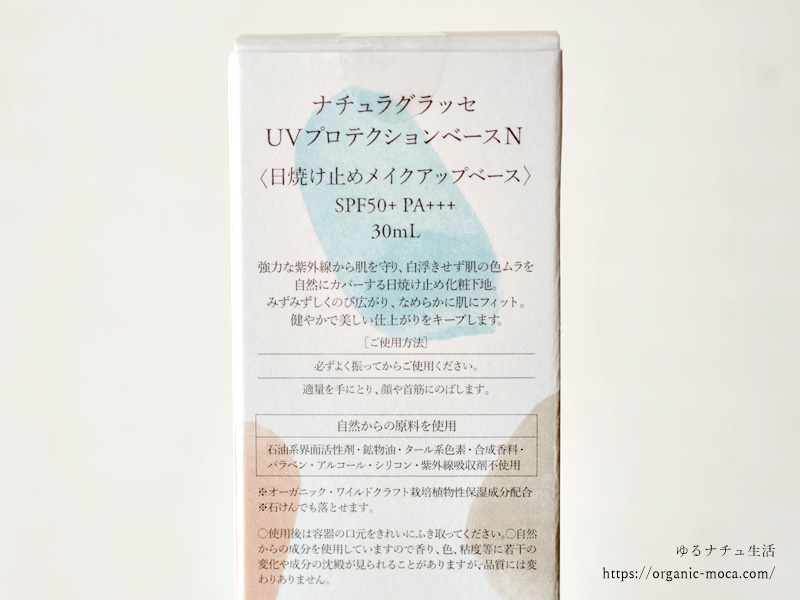 ナチュラグラッセ
UVプロテクションベースN
〈日焼け止めメイクアップベース〉
SPF50+ PA+++
30mL
強力な紫外線から肌を守り、白浮きせず肌の色ムラを
自然にカバーする日焼け止め化粧下地。
みずみずしくのび広がり、なめらかに肌にフィット。
健やかで美しい仕上がりをキープします。
［ご使用方法］
必ずよく振ってからご使用ください。
適量を手にとり、顔や首筋にのばします。
自然からの原料を使用
石油系界面活性剤・鉱物油・タール系色素・合成香料・
パラベン・アルコール・シリコン・紫外線吸収剤不使用
※オーガニック・ワイルドクラフト栽培植物性保湿成分配合
※石けんでも落とせます。
○使用後は容器の口元をきれいにふき取ってください。○自然
からの成分を使用していますので香り、色、粘度等に若干の
変化や成分の沈殿が見られることがありますが、品質には変
わりありません。
ゆるナチュ生活
https://organic-moca.com/